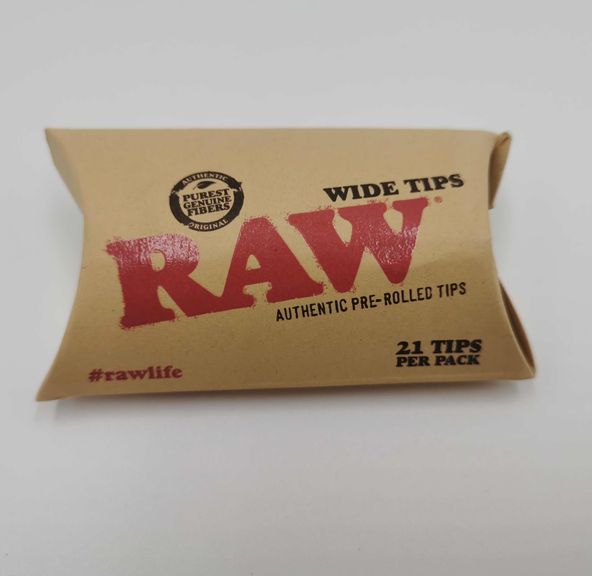 AUTHENTIC
PUREST
GENUINE
FIBERS
ORIGINAL
WIDE TIPS
RAW®
AUTHENTIC PRE-ROLLED TIPS
21 TIPS
PER PACK
#rawlife